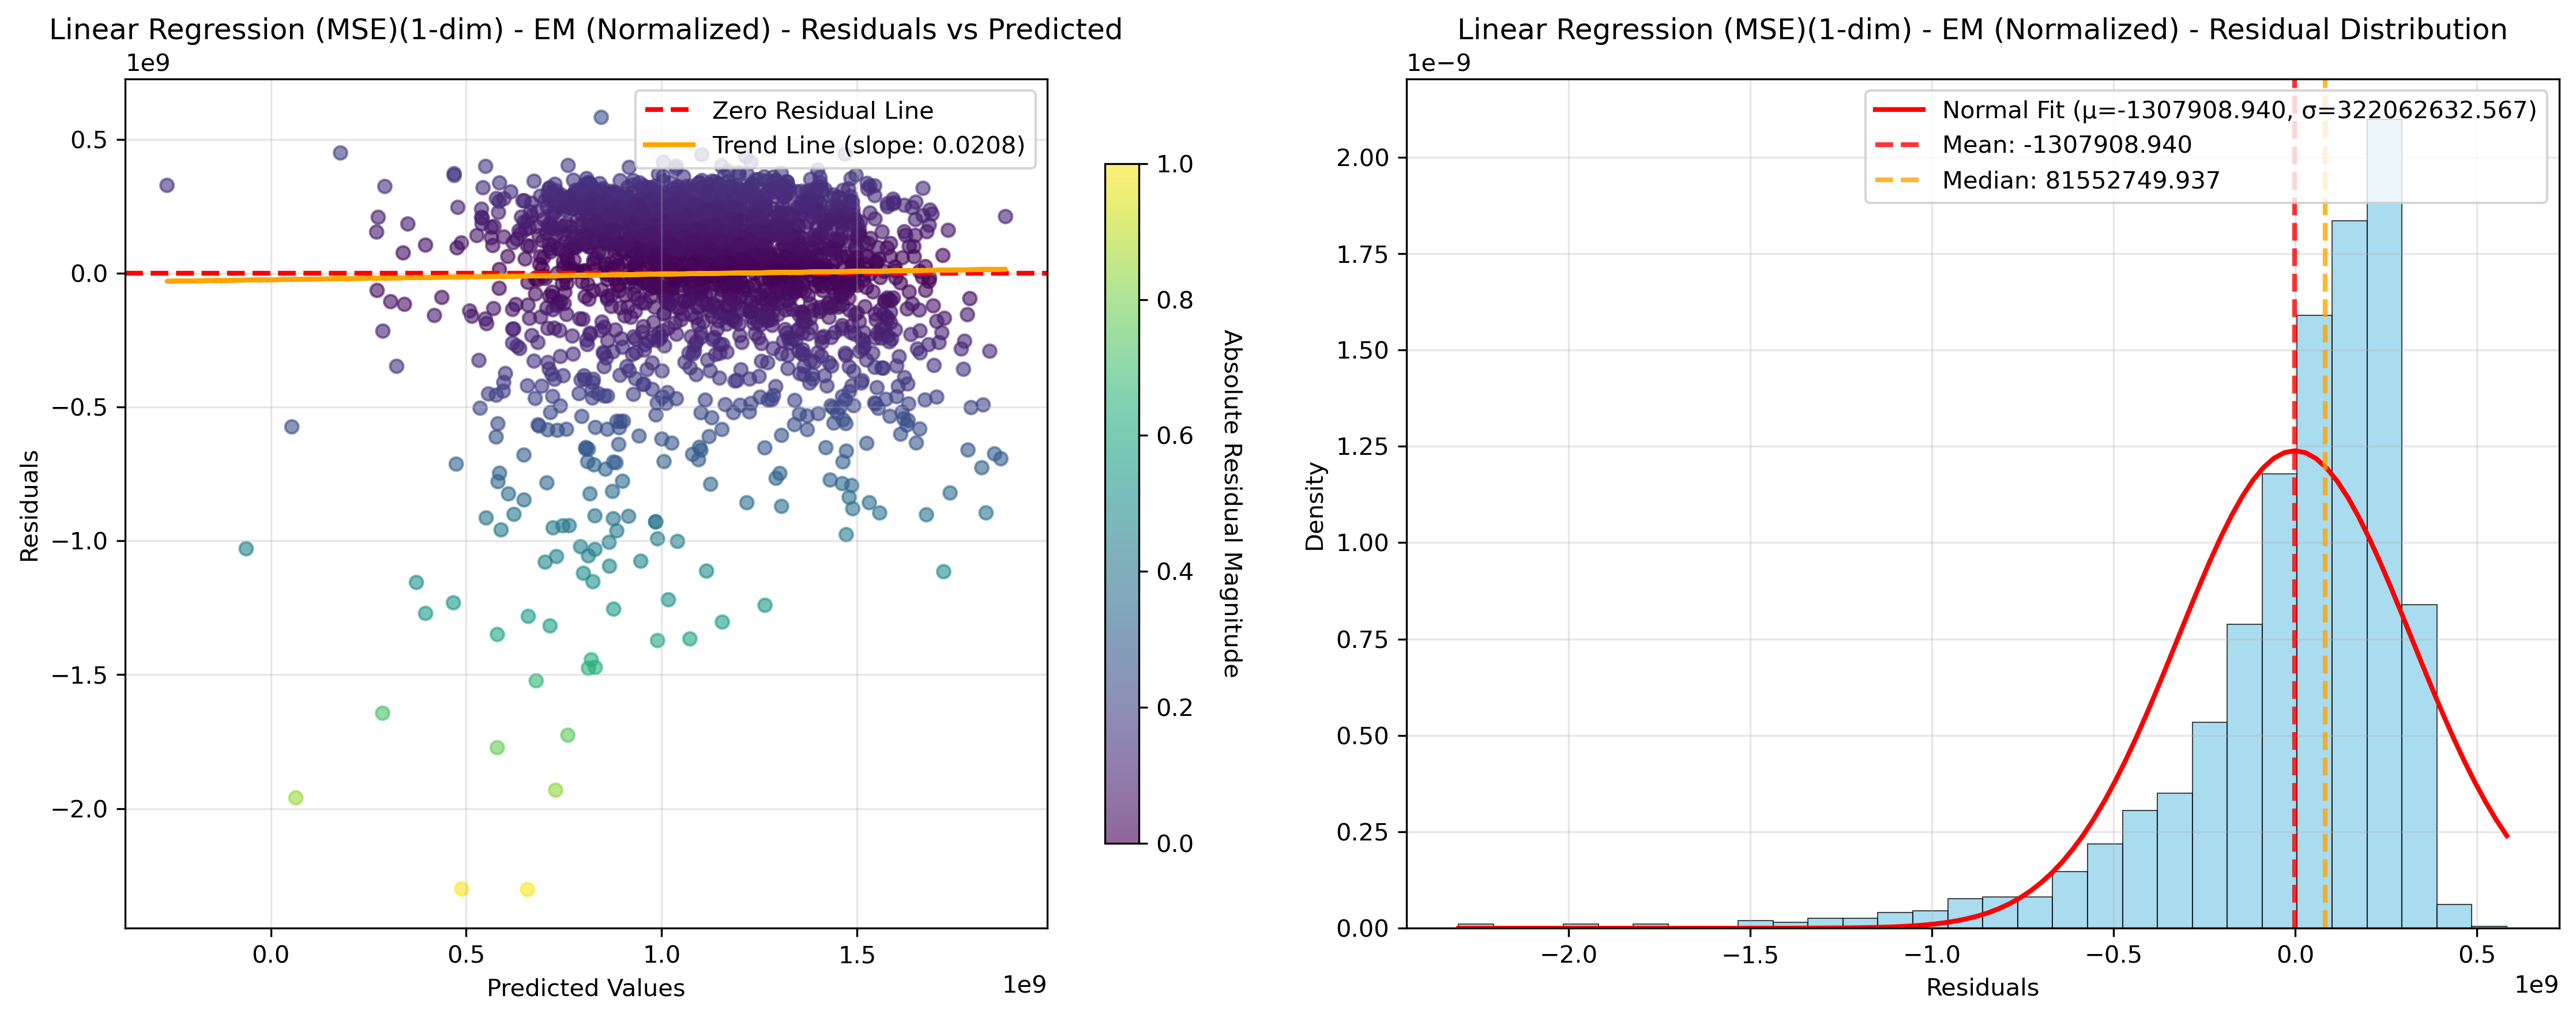 Linear Regression (MSE)(1-dim) - EM (Normalized) - Residuals vs Predicted
1e9
Zero Residual Line
Trend Line (slope: 0.0208)
0.5
0.0
−0.5
−1.0
−1.5
−2.0
Residuals
0.0
0.5
1.0
1.5
1e9
Predicted Values
1.0
0.8
0.6
0.4
0.2
0.0
Absolute Residual Magnitude
Linear Regression (MSE)(1-dim) - EM (Normalized) - Residual Distribution
1e−9
Normal Fit (μ=-1307908.940, σ=322062632.567)
Mean: -1307908.940
Median: 81552749.937
2.00
1.75
1.50
1.25
1.00
0.75
0.50
0.25
0.00
Density
−2.0
−1.5
−1.0
−0.5
0.0
0.5
1e9
Residuals